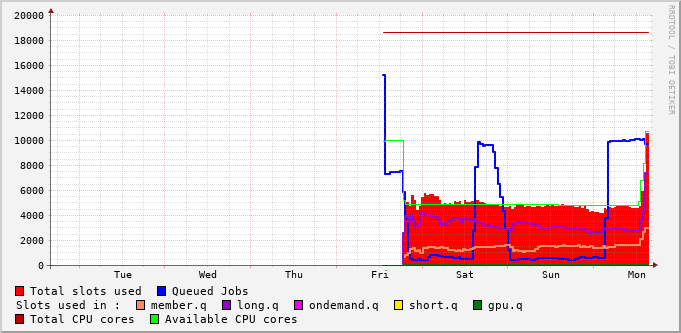 20000
18000
16000
14000
12000
10000
8000
6000
4000
2000
0
Tue Wed Thu Fri Sat Sun Mon
RRDTOOL / TOBI OETIKER
Total slots used Queued Jobs
Slots used in : member.q long.q ondemand.q short.q gpu.q
Total CPU cores Available CPU cores